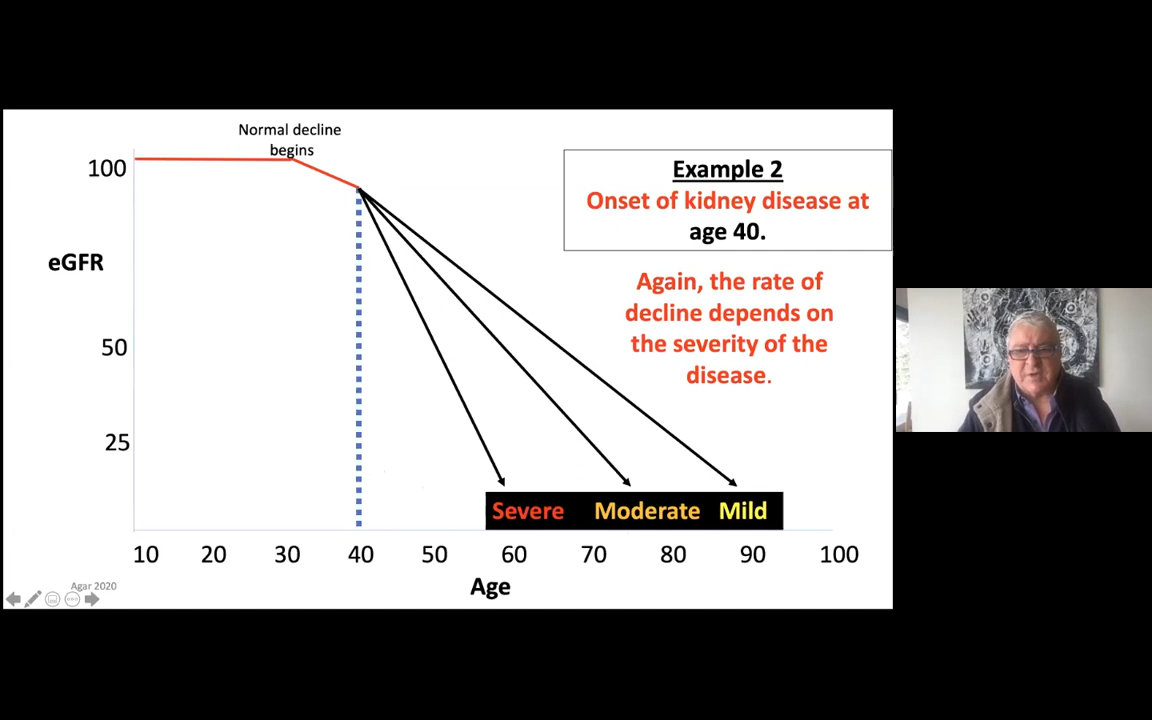 Normal decline
begins
100
eGFR
50
25
Example 2
Onset of kidney disease at
age 40.
Again, the rate of
decline depends on
the severity of the
disease.
Severe Moderate Mild
10 20 30 40 50 60 70 80 90 100
Age
Agar 2020